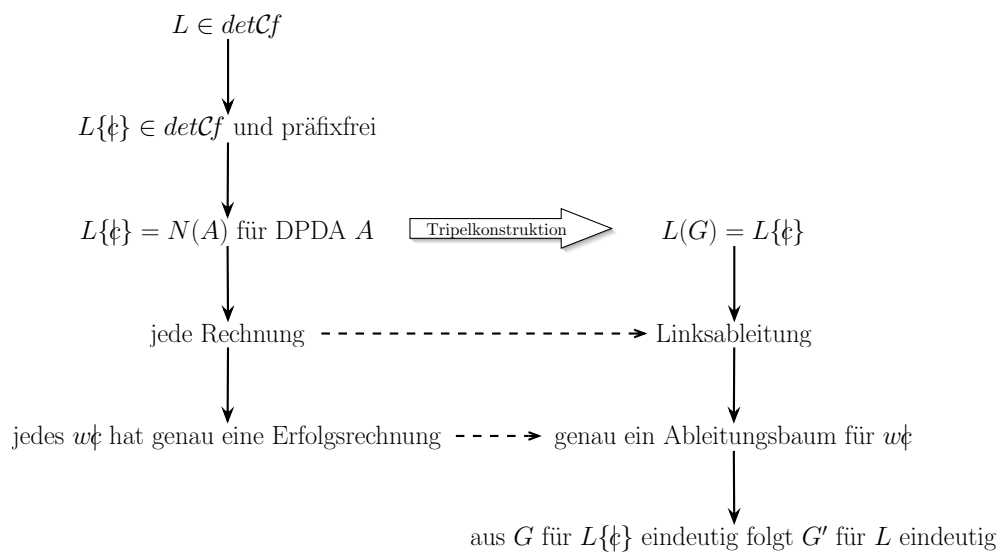 L ∈ detCf
L{¢} ∈ detCf und präfixfrei
L{¢} = N(A) für DPDA A
Tripelkonstruktion
L(G) = L{¢}
jede Rechnung
Linksableitung
jedes w¢ hat genau eine Erfolgsrechnung
genau ein Ableitungsbaum für w¢
aus G für L{¢} eindeutig folgt G′ für L eindeutig